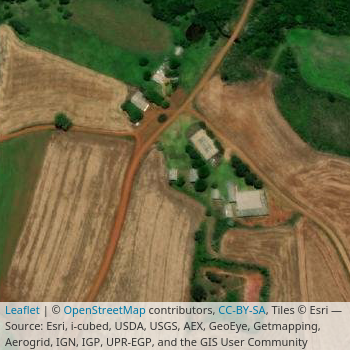 Leaflet | © OpenStreetMap contributors, CC-BY-SA, Tiles © Esri —
Source: Esri, i-cubed, USDA, USGS, AEX, GeoEye, Getmapping,
Aerogrid, IGN, IGP, UPR-EGP, and the GIS User Community